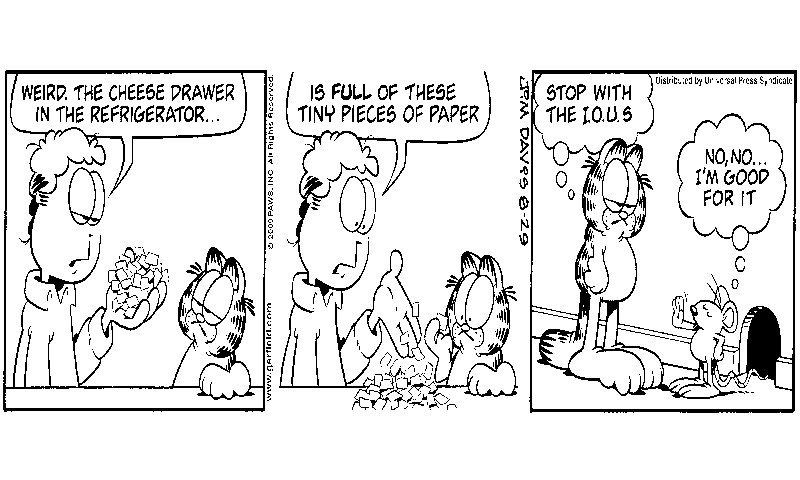 WEIRD. THE CHEESE DRAWER
IN THE REFRIGERATOR...
© 2000 PAWS, INC. All Rights Reserved.
www.garfield.com
IS FULL OF THESE
TINY PIECES OF PAPER
JPM DAVPS 8-29
STOP WITH
THE I.O.U.S
Distributed by Universal Press Syndicate
NO, NO...
I'M GOOD
FOR IT